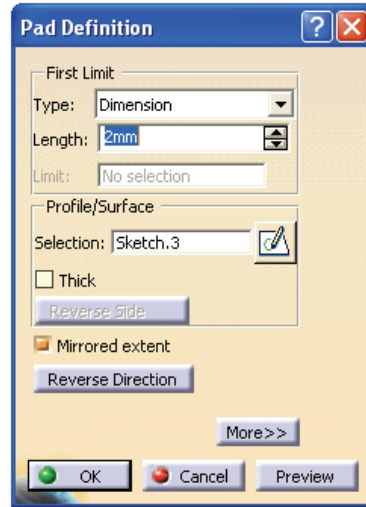 Pad Definition
?
First Limit
Type: Dimension
Length: 2mm
Limit: No selection
Profile/Surface
Selection: Sketch.3
Thick
Reverse Side
Mirrored extent
Reverse Direction
More>>
OK Cancel Preview